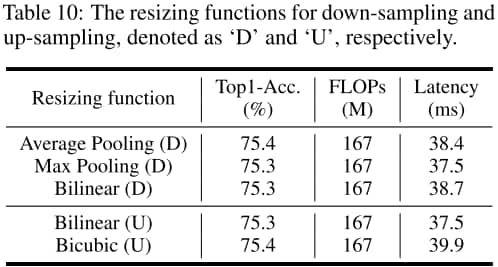 Table 10: The resizing functions for down-sampling and
up-sampling, denoted as ‘D’ and ‘U’, respectively.
Resizing function Top1-Acc. (%) FLOPs (M) Latency (ms)
Average Pooling (D) 75.4 167 38.4
Max Pooling (D) 75.3 167 37.5
Bilinear (D) 75.3 167 38.7
Bilinear (U) 75.3 167 37.5
Bicubic (U) 75.4 167 39.9